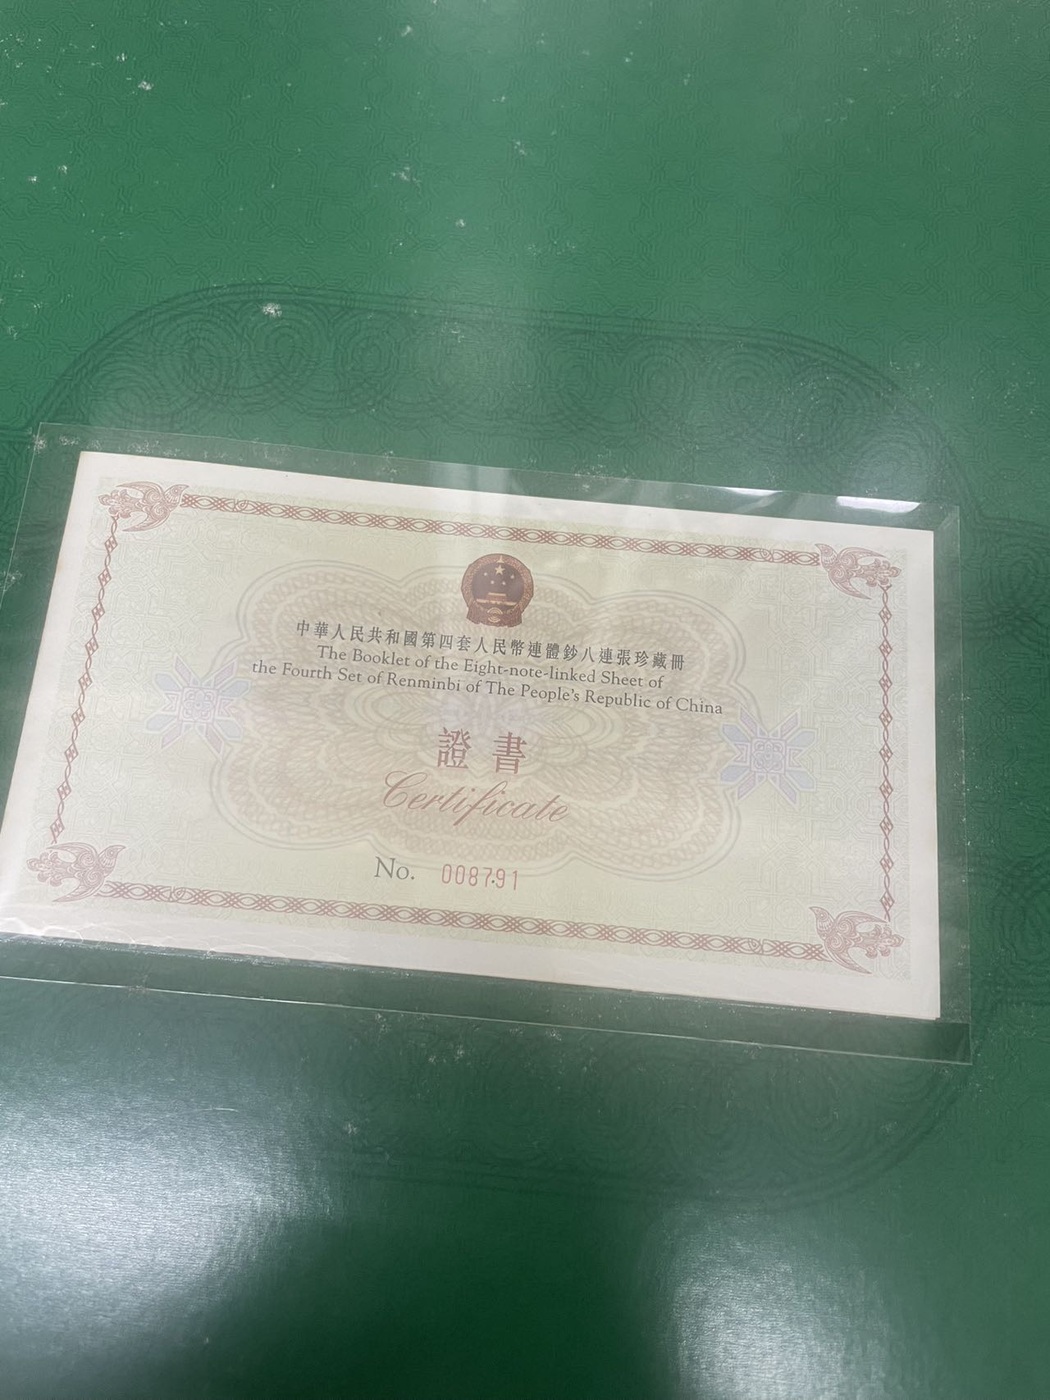 中華人民共和國第四套人民幣連體鈔八連張珍藏冊
The Booklet of the Eight-note-linked Sheet of
the Fourth Set of Renminbi of The People's Republic of China
證書
Certificate
No. 008791